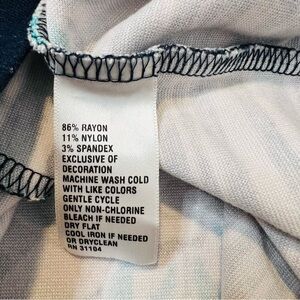 86% RAYON
11% NYLON
3% SPANDEX
EXCLUSIVE OF
DECORATION
MACHINE WASH COLD
WITH LIKE COLORS
GENTLE CYCLE
ONLY NON-CHLORINE
BLEACH IF NEEDED
DRY FLAT
COOL IRON IF NEEDED
OR DRYCLEAN
RN 31104